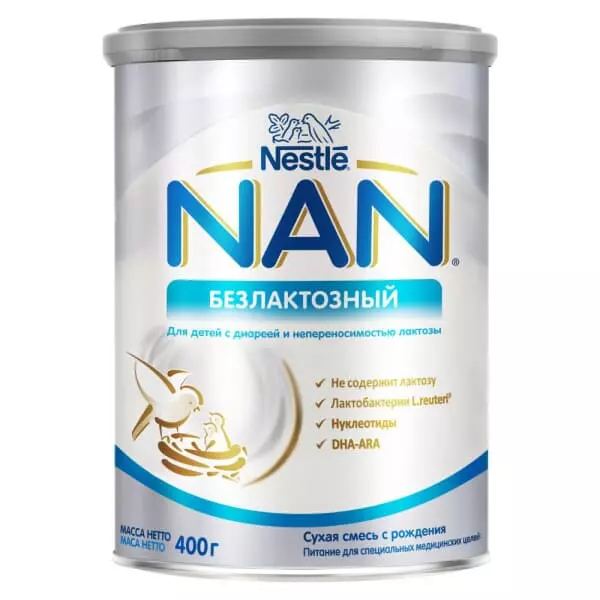 Nestlé
NAN®
БЕЗЛАКТОЗНЫЙ
Для детей с диареей и непереносимостью лактозы
Не содержит лактозу
Лактобактерии L.reuteri
Нуклеотиды
DHA-ARA
МАССА НЕТТО
МАСА НЕТТО
400г
Сухая смесь с рождения
Питание для специальных медицинских целей